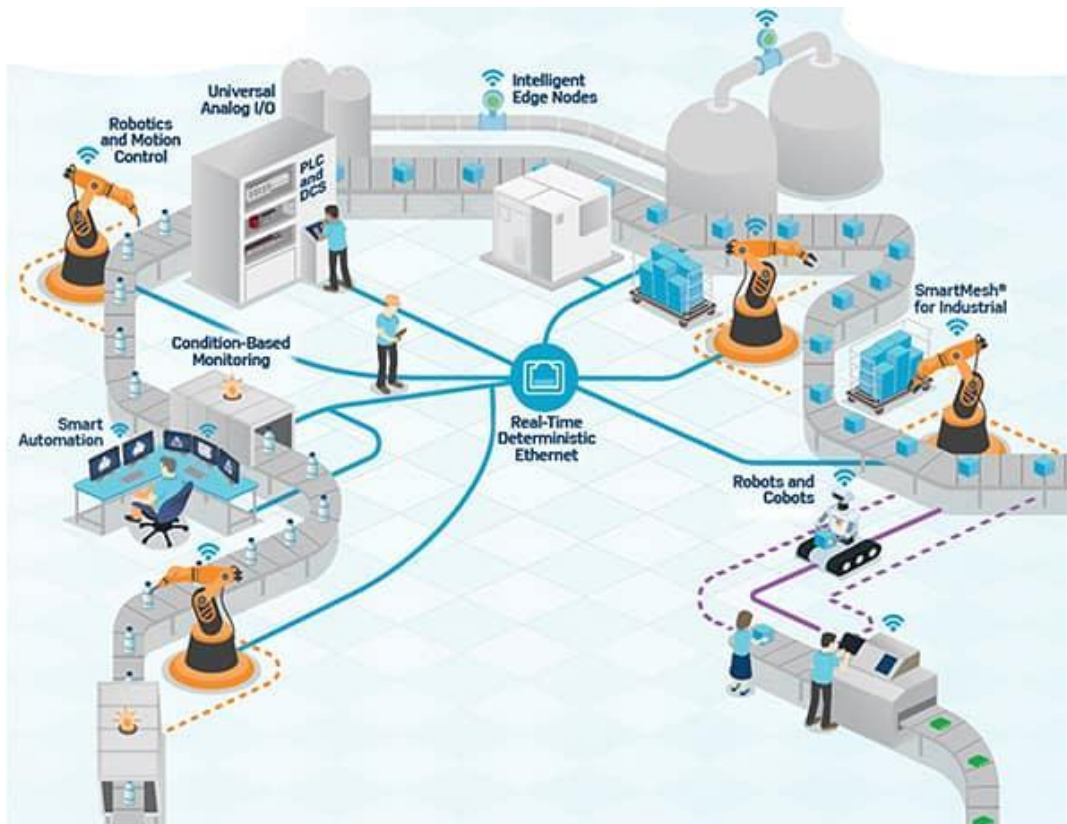 Universal
Analog I/O
Intelligent
Edge Nodes
Robotics
and Motion
Control
PLC
and
DCS
SmartMesh®
for Industrial
Condition-Based
Monitoring
Smart
Automation
Real-Time
Deterministic
Ethernet
Robots and
Cobots